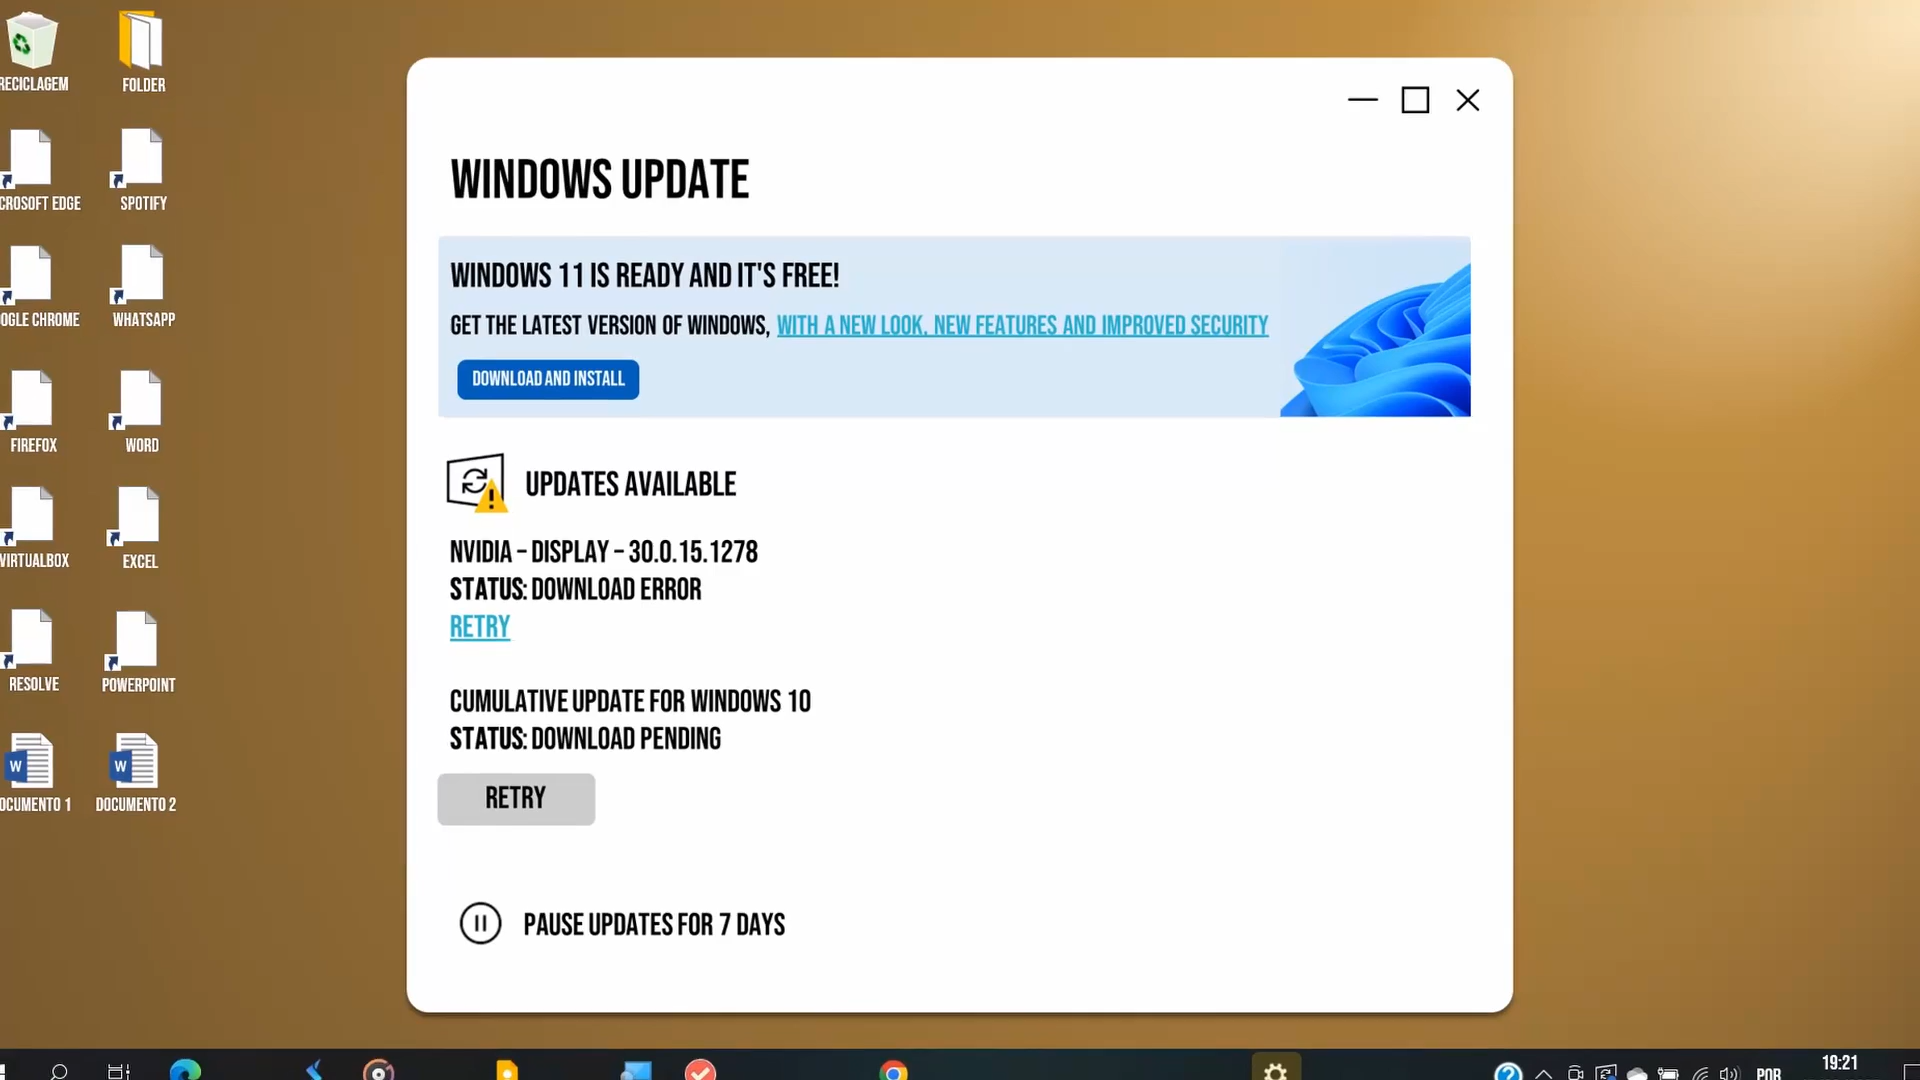 RECICLAGEM
FOLDER
CROSOFT EDGE
SPOTIFY
OGLE CHROME
WHATSAPP
FIREFOX
WORD
VIRTUALBOX
EXCEL
RESOLVE
POWERPOINT
W
W
OCUMENTO 1
DOCUMENTO 2
WINDOWS UPDATE
WINDOWS 11 IS READY AND IT'S FREE!
GET THE LATEST VERSION OF WINDOWS, WITH A NEW LOOK, NEW FEATURES AND IMPROVED SECURITY
DOWNLOAD AND INSTALL
UPDATES AVAILABLE
NVIDIA - DISPLAY - 30.0.15.1278
STATUS: DOWNLOAD ERROR
RETRY
CUMULATIVE UPDATE FOR WINDOWS 10
STATUS: DOWNLOAD PENDING
RETRY
PAUSE UPDATES FOR 7 DAYS
POR
19:21